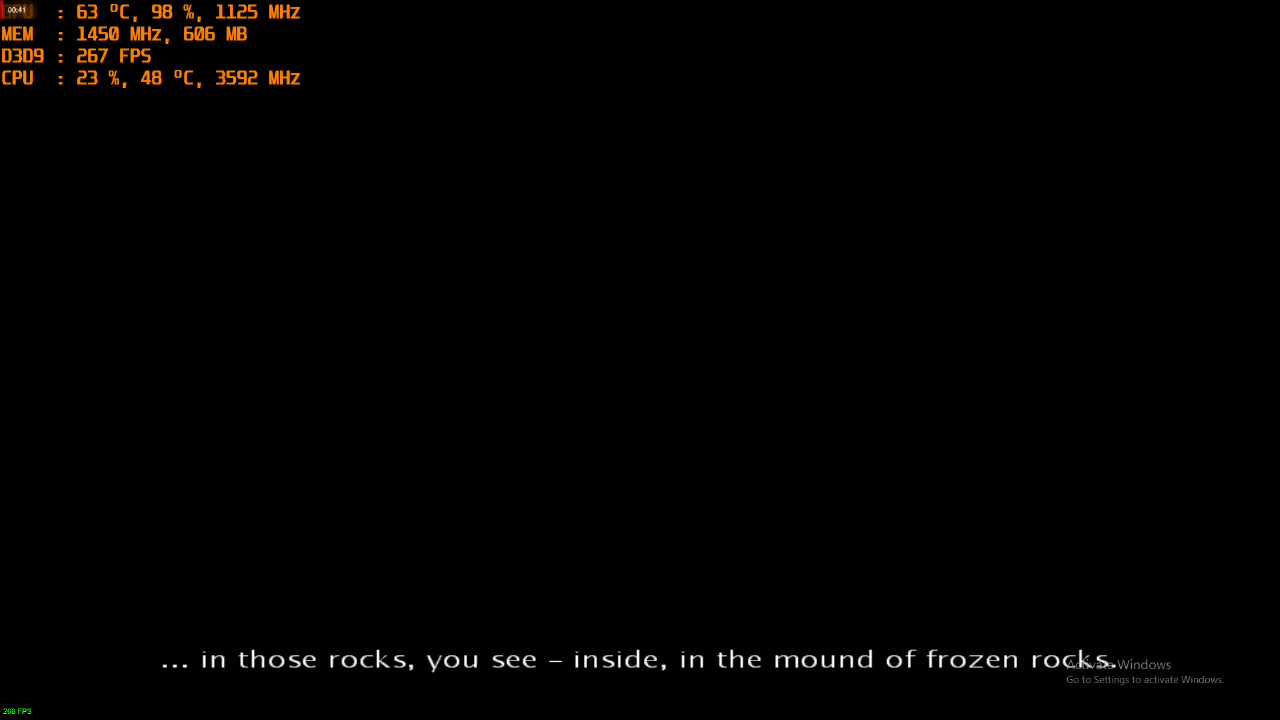 00:41
: 63 °C, 98 %, 1125 MHz
MEM : 1450 MHz, 606 MB
D3D9 : 267 FPS
CPU : 23 %, 48 °C, 3592 MHz
... in those rocks, you see – inside, in the mound of frozen rocks.
Activate Windows
Go to Settings to activate Windows.
268 FPS